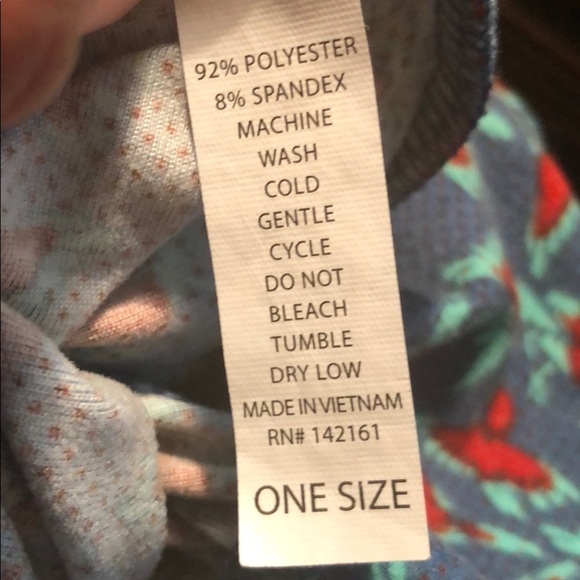 92% POLYESTER
8% SPANDEX
MACHINE
WASH
COLD
GENTLE
CYCLE
DO NOT
BLEACH
TUMBLE
DRY LOW
MADE IN VIETNAM
RN# 142161
ONE SIZE